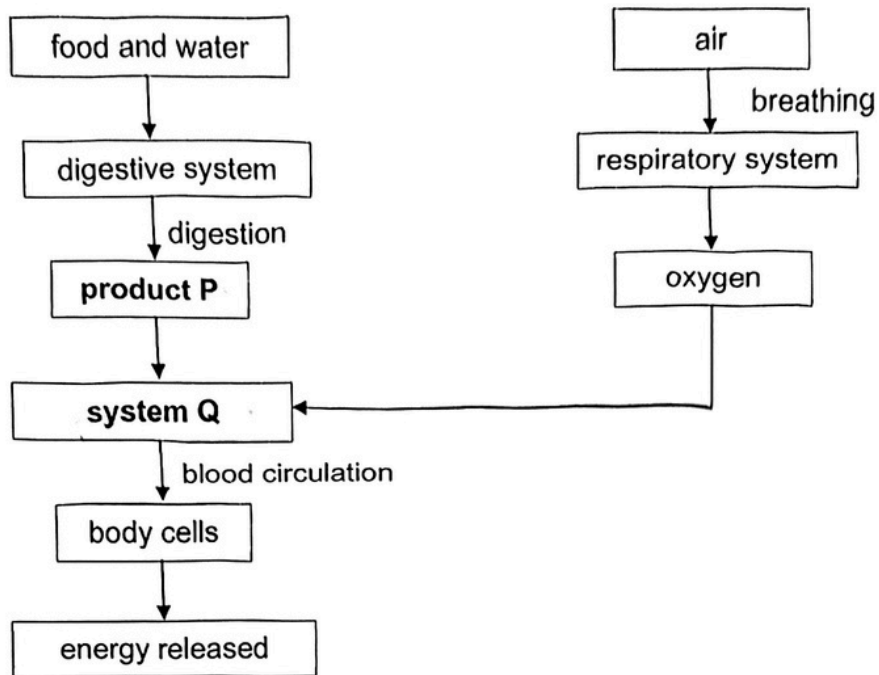 food and water
air
breathing
digestive system
respiratory system
digestion
product P
oxygen
system Q
blood circulation
body cells
energy released